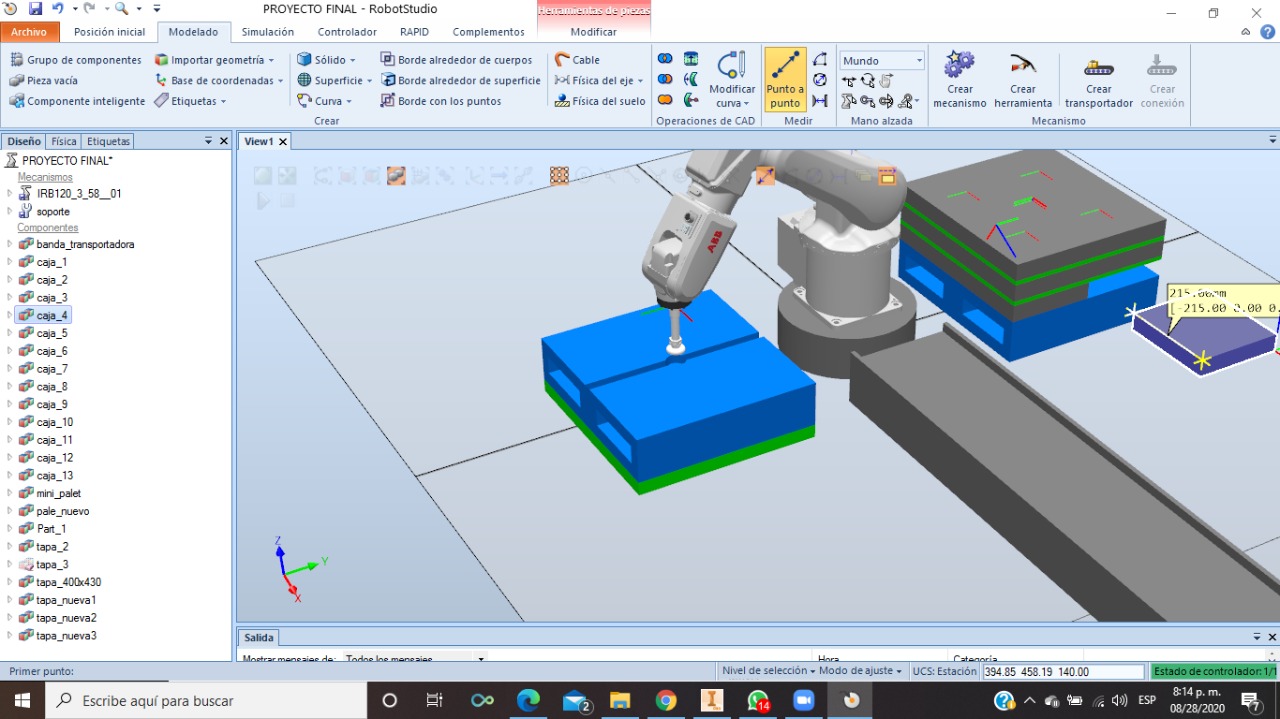 PROYECTO FINAL - RobotStudio
Herramientas de piezas
Archivo
Posición inicial
Modelado
Simulación
Controlador
RAPID
Complementos
Modificar
Grupo de componentes
Pieza vacía
Componente inteligente
Importar geometría
Base de coordenadas
Etiquetas
Sólido
Superficie
Curva
Borde alrededor de cuerpos
Borde alrededor de superficie
Borde con los puntos
Cable
Física del eje
Física del suelo
Crear
Modificar
curva
Operaciones de CAD
Punto a
punto
Medir
Mundo
Mano alzada
Crear
mecanismo
Crear
herramienta
Crear
transportador
Crear
conexión
Mecanismo
Diseño
Física
Etiquetas
View1
PROYECTO FINAL*
Mecanismos
IRB120_3_58__01
soporte
Componentes
banda_transportadora
caja_1
caja_2
caja_3
caja_4
caja_5
caja_6
caja_7
caja_8
caja_9
caja_10
caja_11
caja_12
caja_13
mini_palet
pale_nuevo
Part_1
tapa_2
tapa_3
tapa_400x430
tapa_nueva1
tapa_nueva2
tapa_nueva3
ABB
215.00mm
[-215.00 0.00 0.
Z
Y
X
Salida
Mostrar mensajes de: Todos los mensajes
Hora
Categoría
Primer punto:
Nivel de selección
Modo de ajuste
UCS: Estación
394.85 458.19 140.00
Estado de controlador: 1/1
Escribe aquí para buscar
2
14
ESP
8:14 p. m.
08/28/2020
7